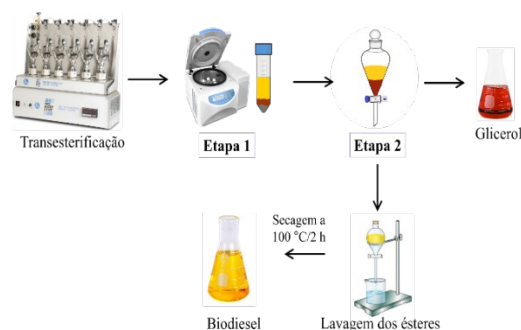 Transesterificação
Etapa 1
Etapa 2
Glicerol
Secagem a
100 °C/2 h
Biodiesel
Lavagem dos ésteres